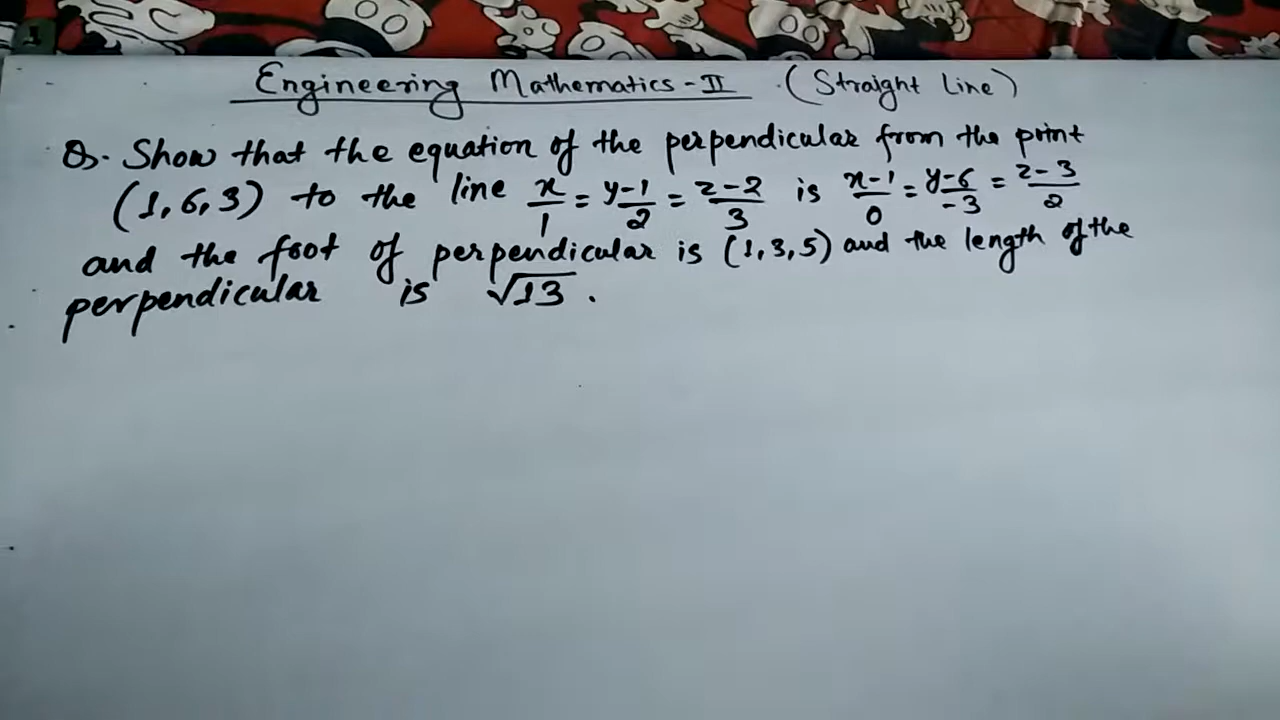 Engineering Mathematics-II (Straight Line)
Q. Show that the equation of the perpendicular from the point
(1,6,3) to the line x/1 = y-1/2 = z-2/3 is x-1/0 = y-6/-3 = z-3/2
and the foot of perpendicular is (1,3,5) and the length of the
perpendicular is √13.